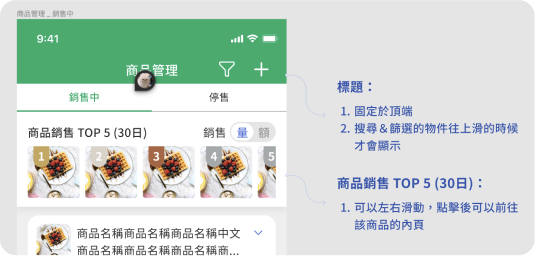 商品管理 _ 銷售中
9:41
商品管理
銷售中
停售
商品銷售 TOP 5 (30日)
銷售 量 額
1 2 3 4 5
商品名稱商品名稱商品名稱中文
商品名稱商品名稱商品名稱商...
標題：
1. 固定於頂端
2. 搜尋＆篩選的物件往上滑的時候
才會顯示
商品銷售 TOP 5 (30日)：
1. 可以左右滑動，點擊後可以前往
該商品的內頁